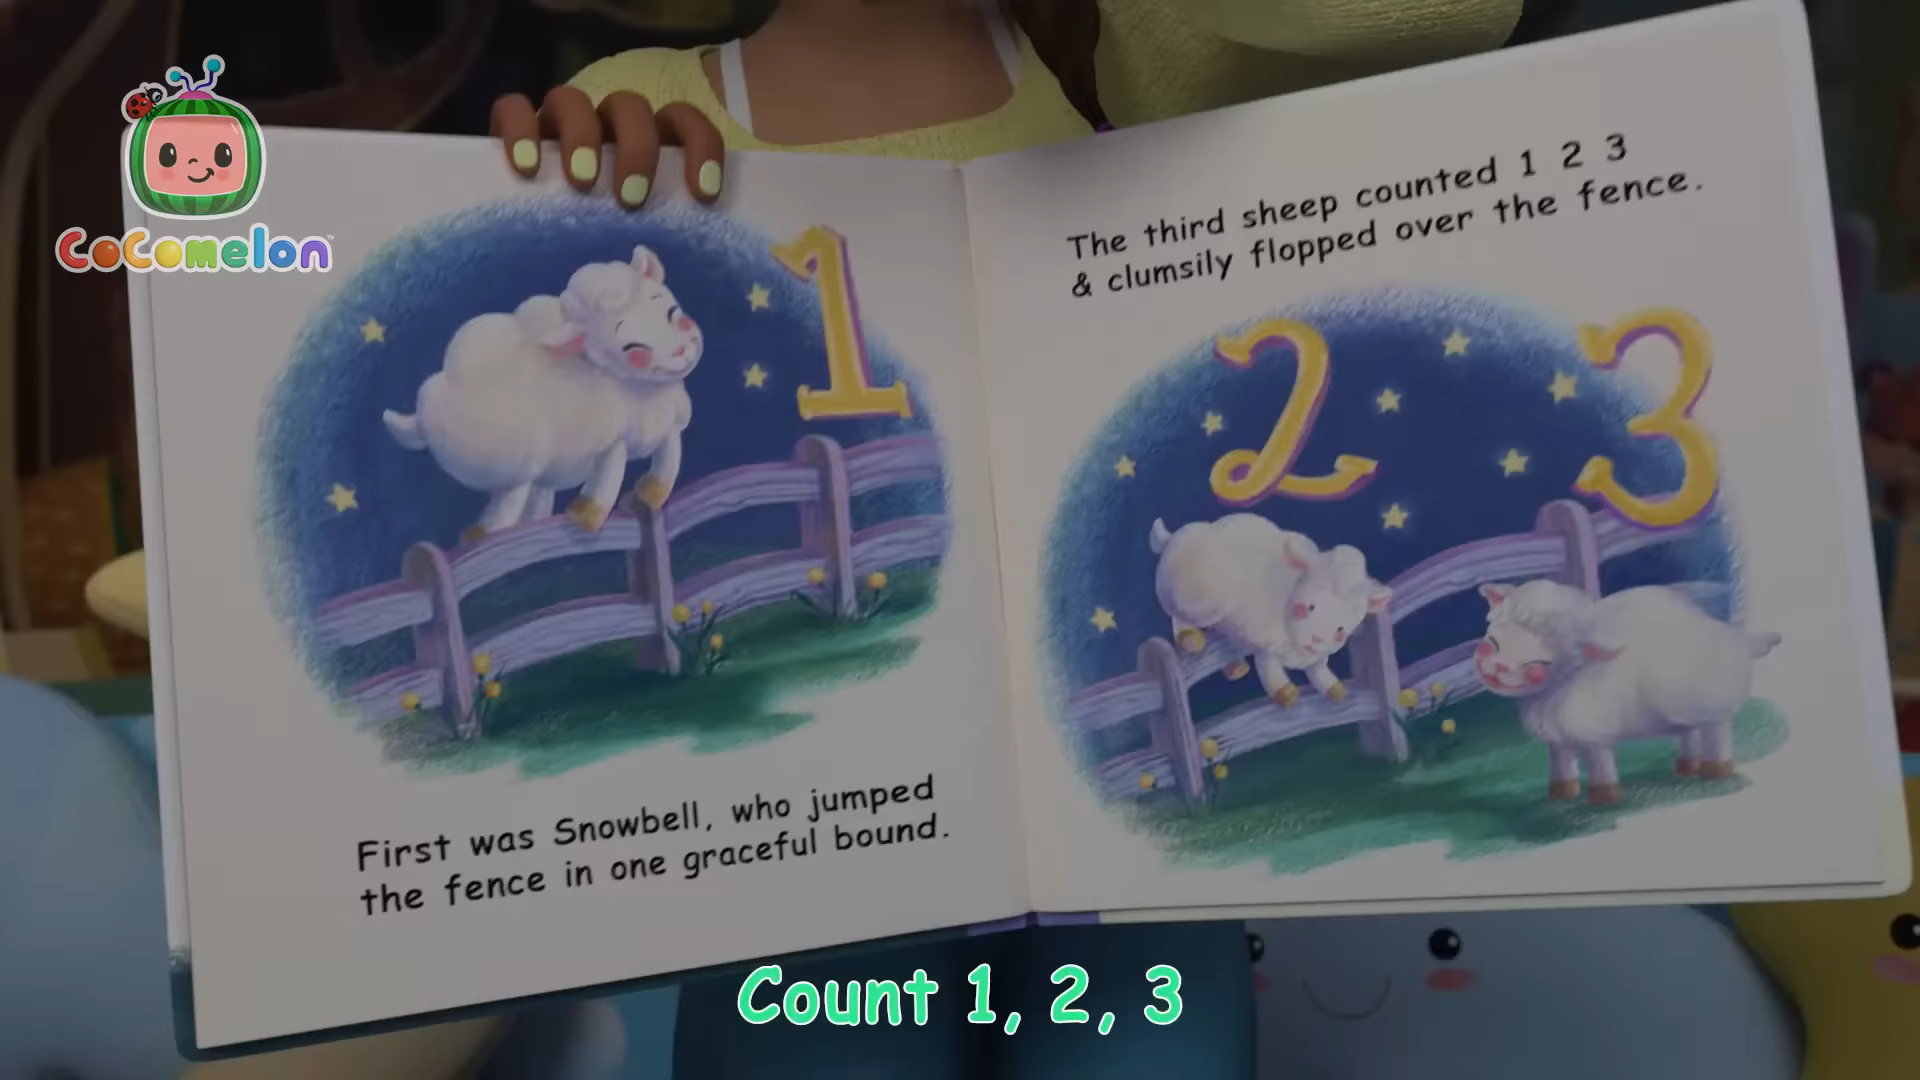 CoCoMelon
1
First was Snowbell, who jumped
the fence in one graceful bound.
The third sheep counted 1 2 3
& clumsily flopped over the fence.
2 3
Count 1, 2, 3